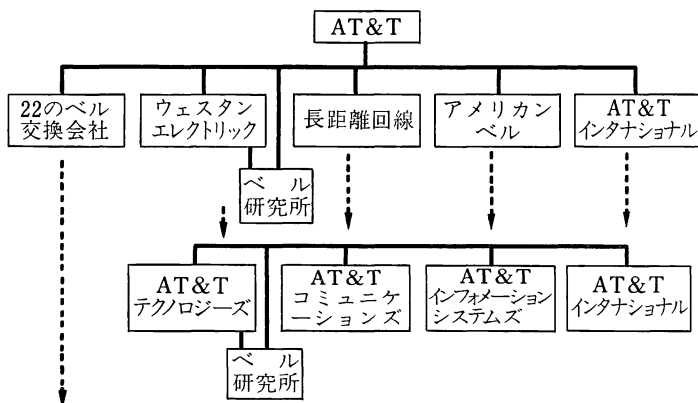 AT&T
22のベル
交換会社
ウェスタン
エレクトリック
長距離回線
アメリカン
ベル
AT&T
インタナショナル
ベル
研究所
AT&T
テクノロジーズ
AT&T
コミュニケ
ーションズ
AT&T
インフォメーション
システムズ
AT&T
インタナショナル
ベル
研究所